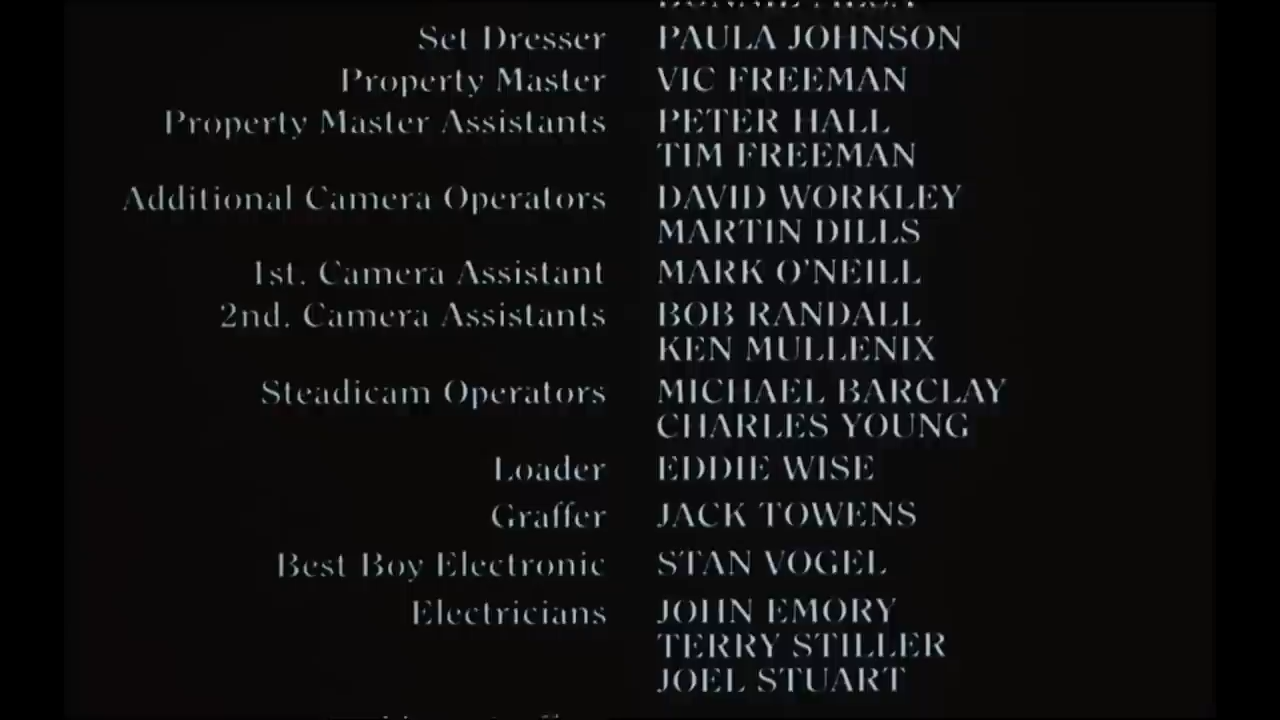 Set Dresser PAULA JOHNSON
Property Master VIC FREEMAN
Property Master Assistants PETER HALL
TIM FREEMAN
Additional Camera Operators DAVID WORKLEY
MARTIN DILLS
1st. Camera Assistant MARK O'NEILL
2nd. Camera Assistants BOB RANDALL
KEN MULLENIX
Steadicam Operators MICHAEL BARCLAY
CHARLES YOUNG
Loader EDDIE WISE
Graffer JACK TOWENS
Best Boy Electronic STAN VOGEL
Electricians JOHN EMORY
TERRY STILLER
JOEL STUART